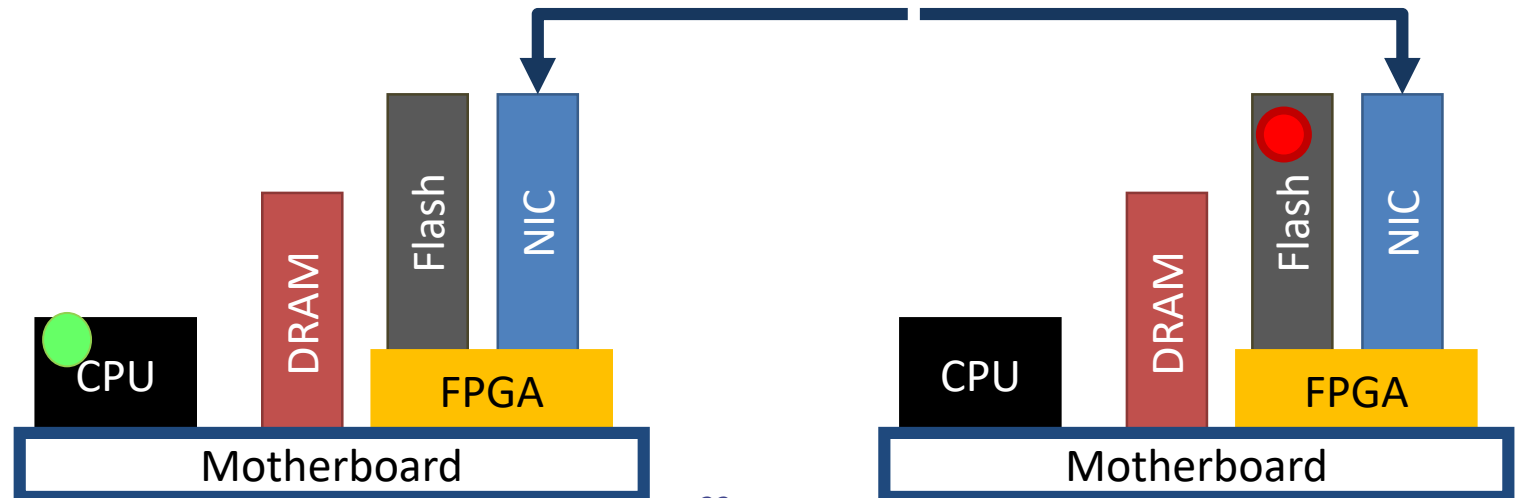 Flash
NIC
DRAM
CPU
FPGA
Motherboard
Flash
NIC
DRAM
CPU
FPGA
Motherboard